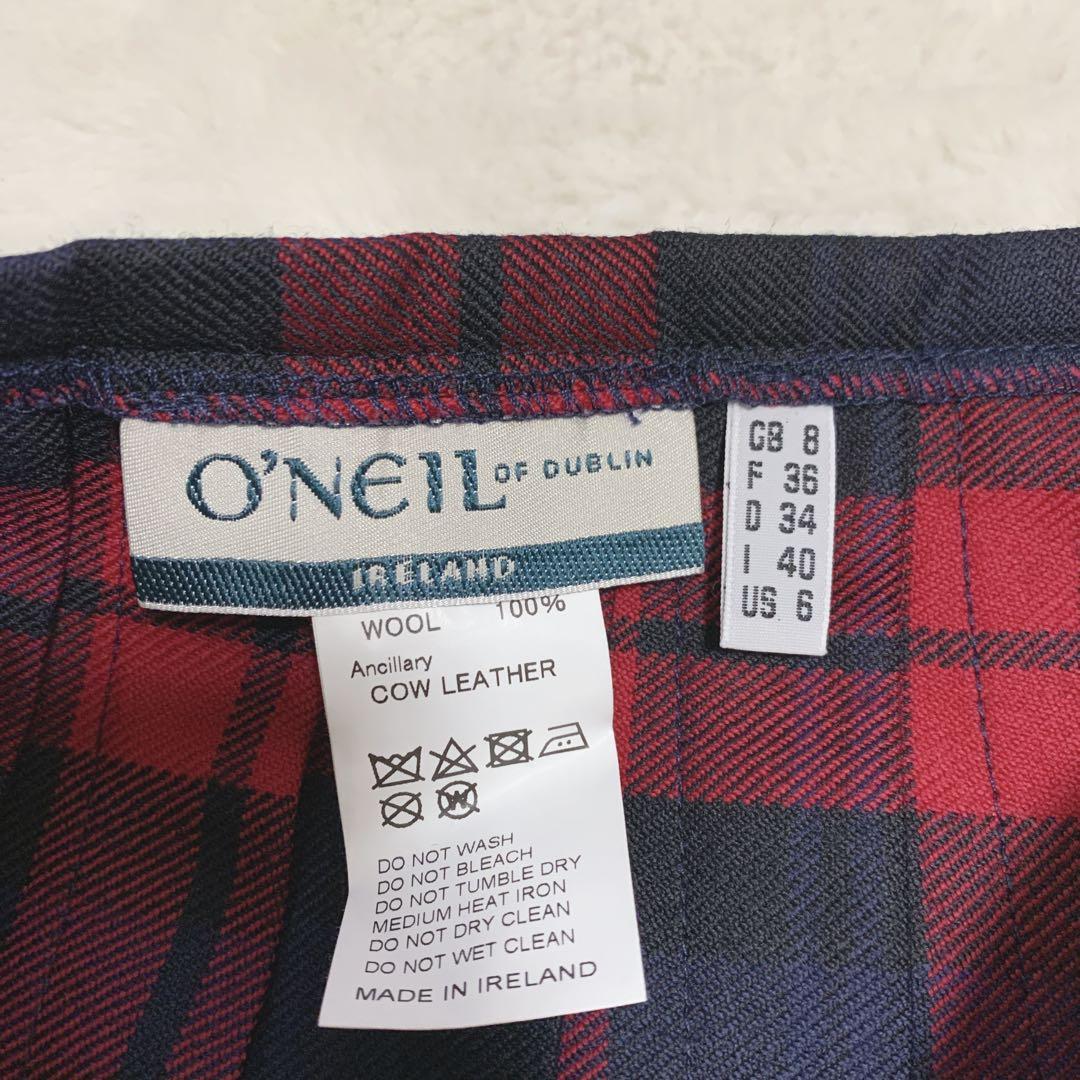 O'NEIL OF DUBLIN
IRELAND
GB 8
F 36
D 34
I 40
US 6
WOOL 100%
Ancillary
COW LEATHER
W
DO NOT WASH
DO NOT BLEACH
DO NOT TUMBLE DRY
MEDIUM HEAT IRON
DO NOT DRY CLEAN
DO NOT WET CLEAN
MADE IN IRELAND